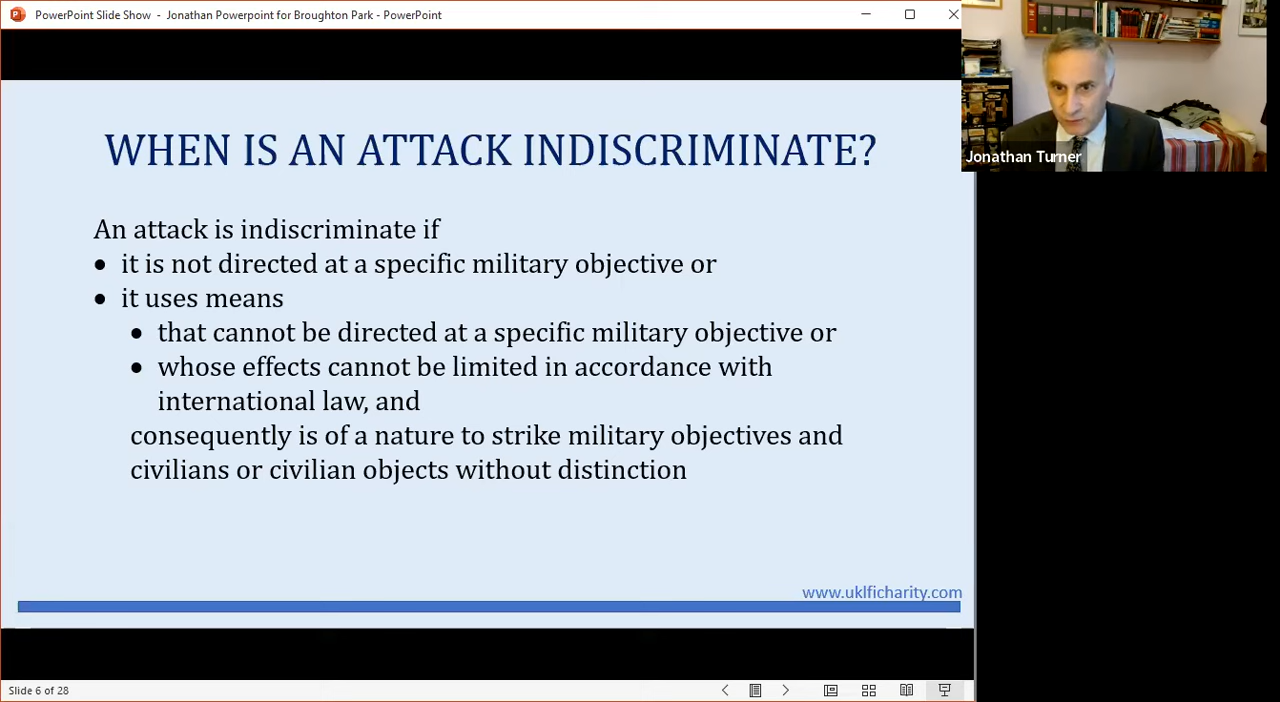 PowerPoint Slide Show - Jonathan Powerpoint for Broughton Park - PowerPoint
Jonathan Turner
WHEN IS AN ATTACK INDISCRIMINATE?
An attack is indiscriminate if
• it is not directed at a specific military objective or
• it uses means
• that cannot be directed at a specific military objective or
• whose effects cannot be limited in accordance with
international law, and
consequently is of a nature to strike military objectives and
civilians or civilian objects without distinction
www.uklficharity.com
Slide 6 of 28